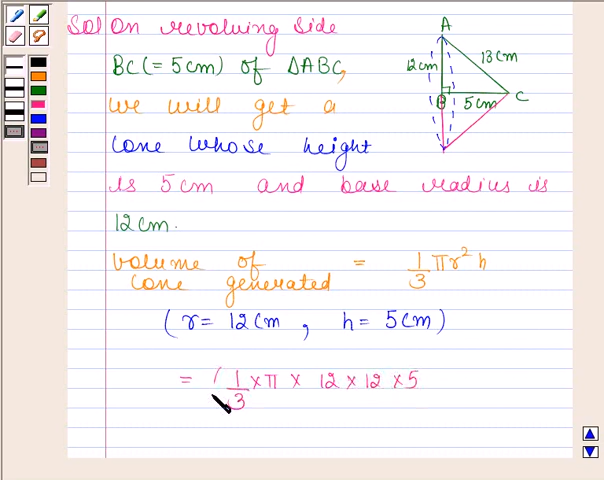 Sol On revolving side
BC (= 5cm) of ΔABC,
we will get a
cone whose height
is 5cm and base radius is
12cm.
volume of cone generated = 1/3 πr² h
(r = 12cm, h = 5cm)
= (1/3 × π × 12 × 12 × 5
A
12cm
13cm
B
5cm
C